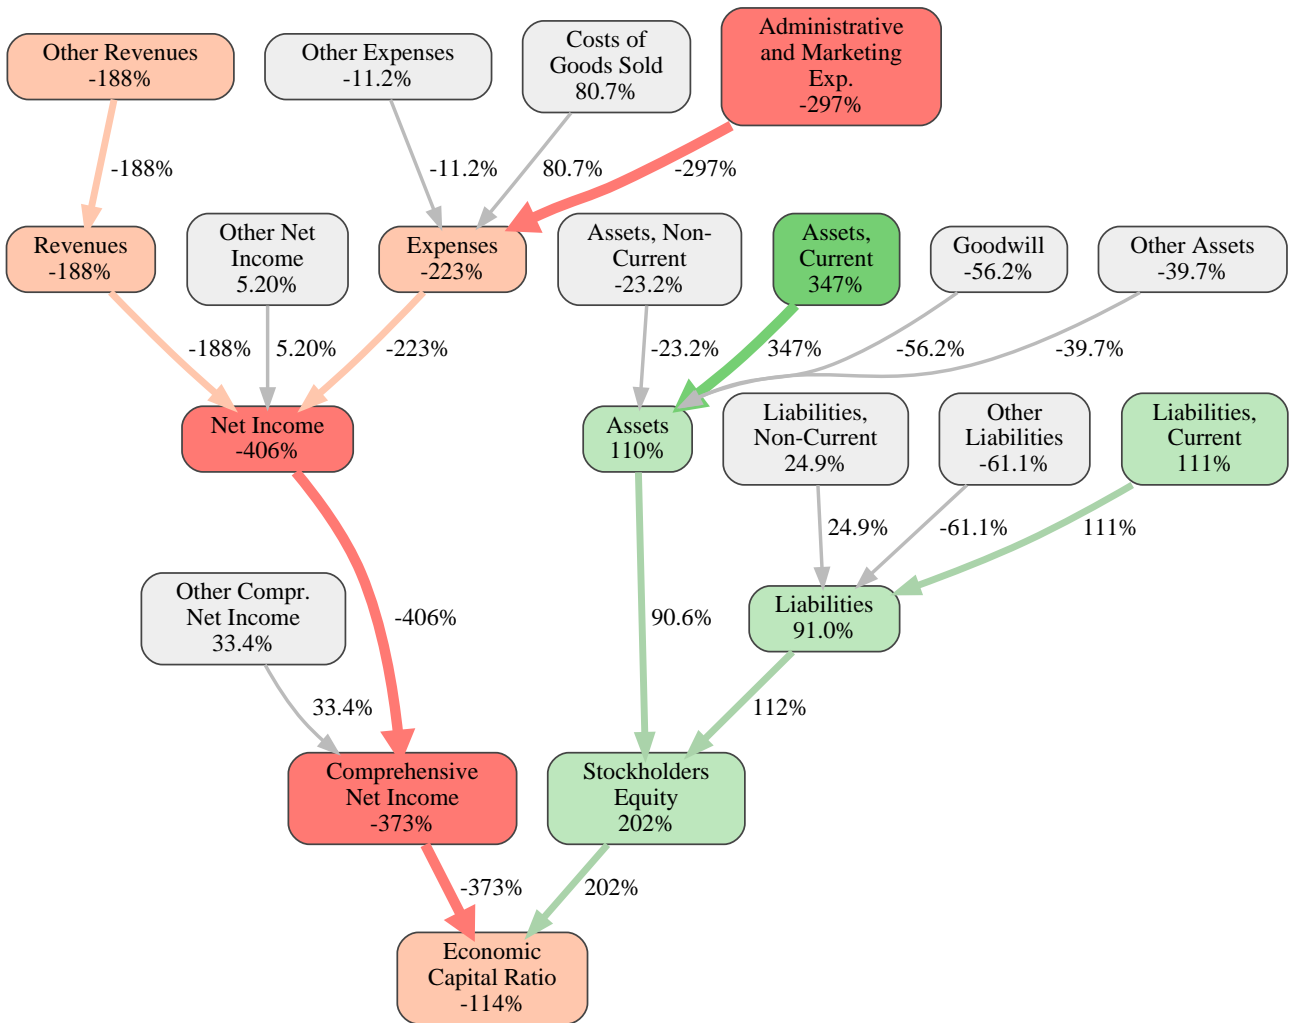 Other Revenues
-188%
Other Expenses
-11.2%
Costs of
Goods Sold
80.7%
Administrative
and Marketing
Exp.
-297%
-188%
-11.2%
80.7%
-297%
Revenues
-188%
Other Net
Income
5.20%
Expenses
-223%
Assets, Non-
Current
-23.2%
Assets,
Current
347%
Goodwill
-56.2%
Other Assets
-39.7%
-188%
5.20%
-223%
-23.2%
347%
-56.2%
-39.7%
Net Income
-406%
Assets
110%
Liabilities,
Non-Current
24.9%
Other
Liabilities
-61.1%
Liabilities,
Current
111%
24.9%
-61.1%
111%
Other Compr.
Net Income
33.4%
-406%
90.6%
Liabilities
91.0%
33.4%
112%
Comprehensive
Net Income
-373%
Stockholders
Equity
202%
-373%
202%
Economic
Capital Ratio
-114%